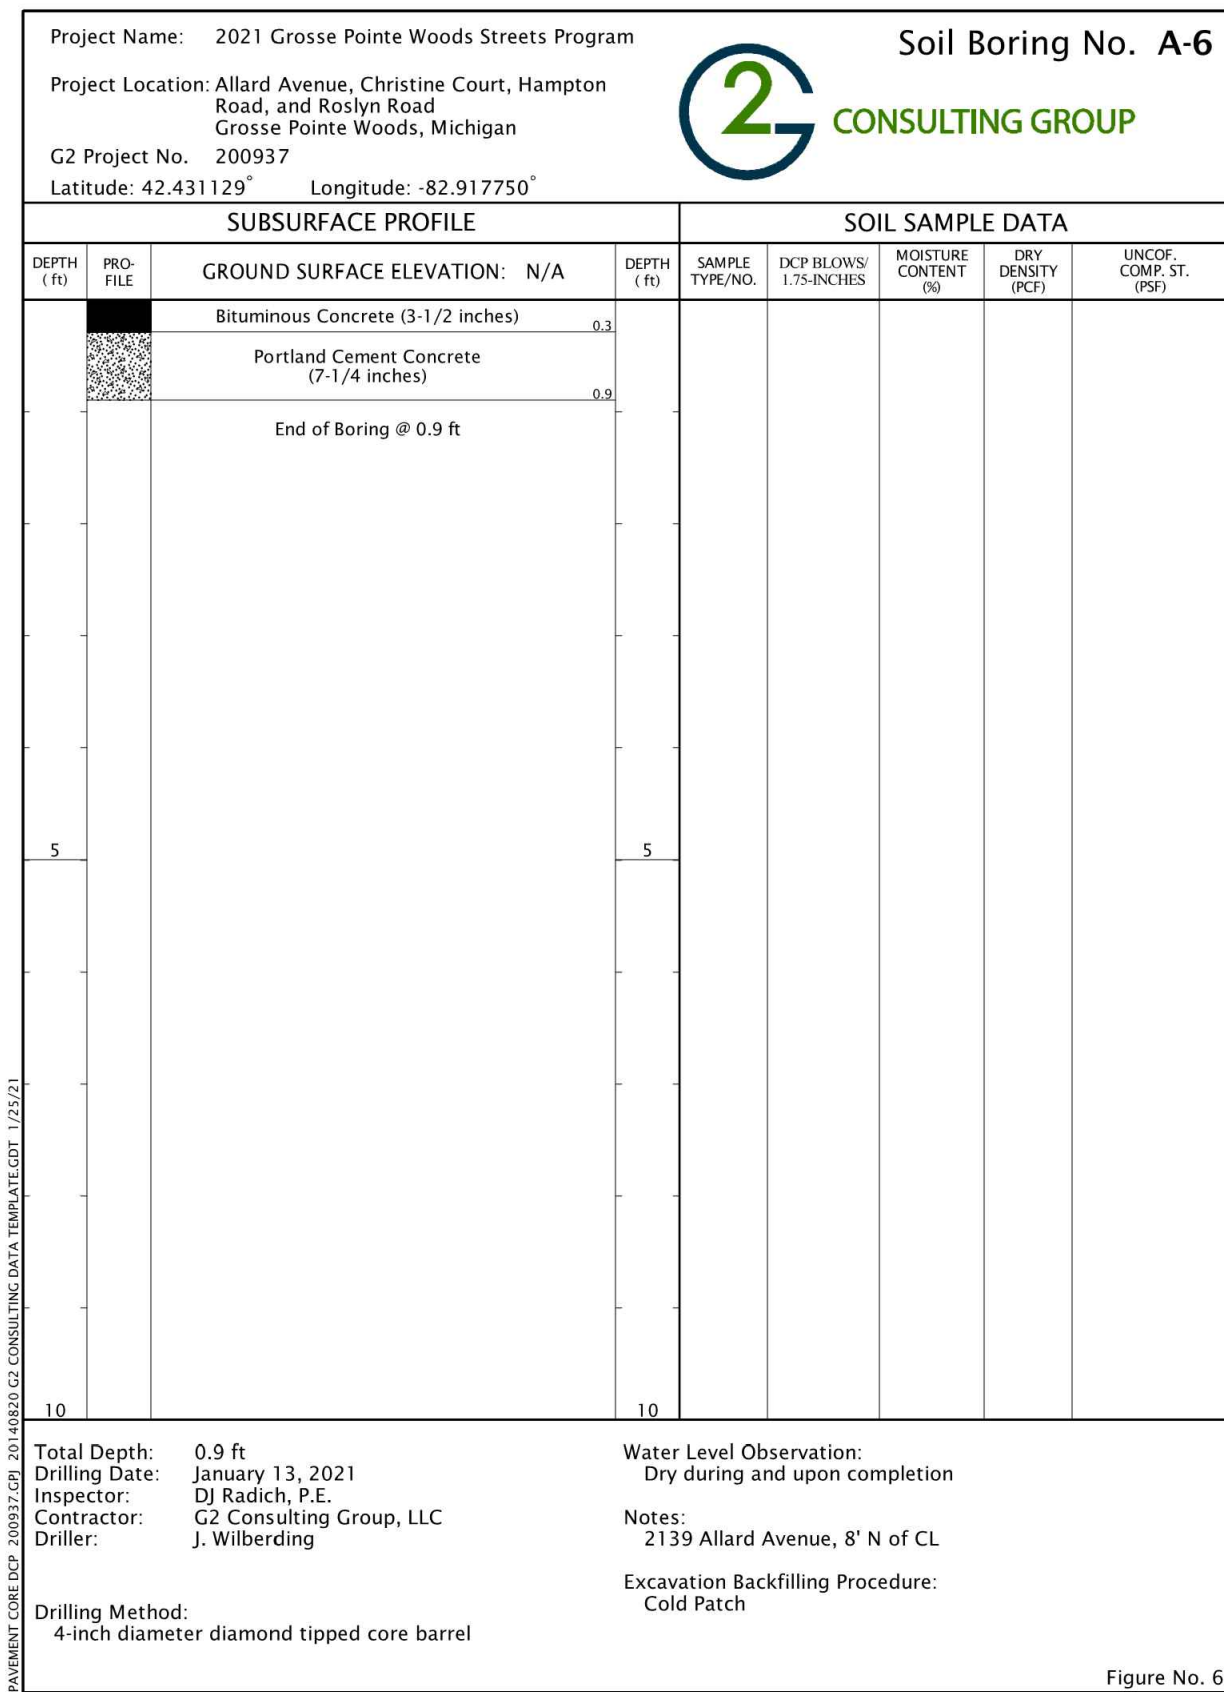 Project Name: 2021 Grosse Pointe Woods Streets Program
Project Location: Allard Avenue, Christine Court, Hampton
Road, and Roslyn Road
Grosse Pointe Woods, Michigan
G2 Project No. 200937
Latitude: 42.431129° Longitude: -82.917750°
G2 CONSULTING GROUP
Soil Boring No. A-6
SUBSURFACE PROFILE
SOIL SAMPLE DATA
DEPTH
( ft)
PRO-
FILE
GROUND SURFACE ELEVATION: N/A
DEPTH
( ft)
SAMPLE
TYPE/NO.
DCP BLOWS/
1.75-INCHES
MOISTURE
CONTENT
(%)
DRY
DENSITY
(PCF)
UNCOF.
COMP. ST.
(PSF)
Bituminous Concrete (3-1/2 inches)
0.3
Portland Cement Concrete
(7-1/4 inches)
0.9
End of Boring @ 0.9 ft
5 5
10 10
Total Depth: 0.9 ft
Drilling Date: January 13, 2021
Inspector: DJ Radich, P.E.
Contractor: G2 Consulting Group, LLC
Driller: J. Wilberding
Drilling Method:
4-inch diameter diamond tipped core barrel
Water Level Observation:
Dry during and upon completion
Notes:
2139 Allard Avenue, 8' N of CL
Excavation Backfilling Procedure:
Cold Patch
Figure No. 6
PAVEMENT CORE DCP 200937.GPJ 20140820 G2 CONSULTING DATA TEMPLATE.GDT 1/25/21